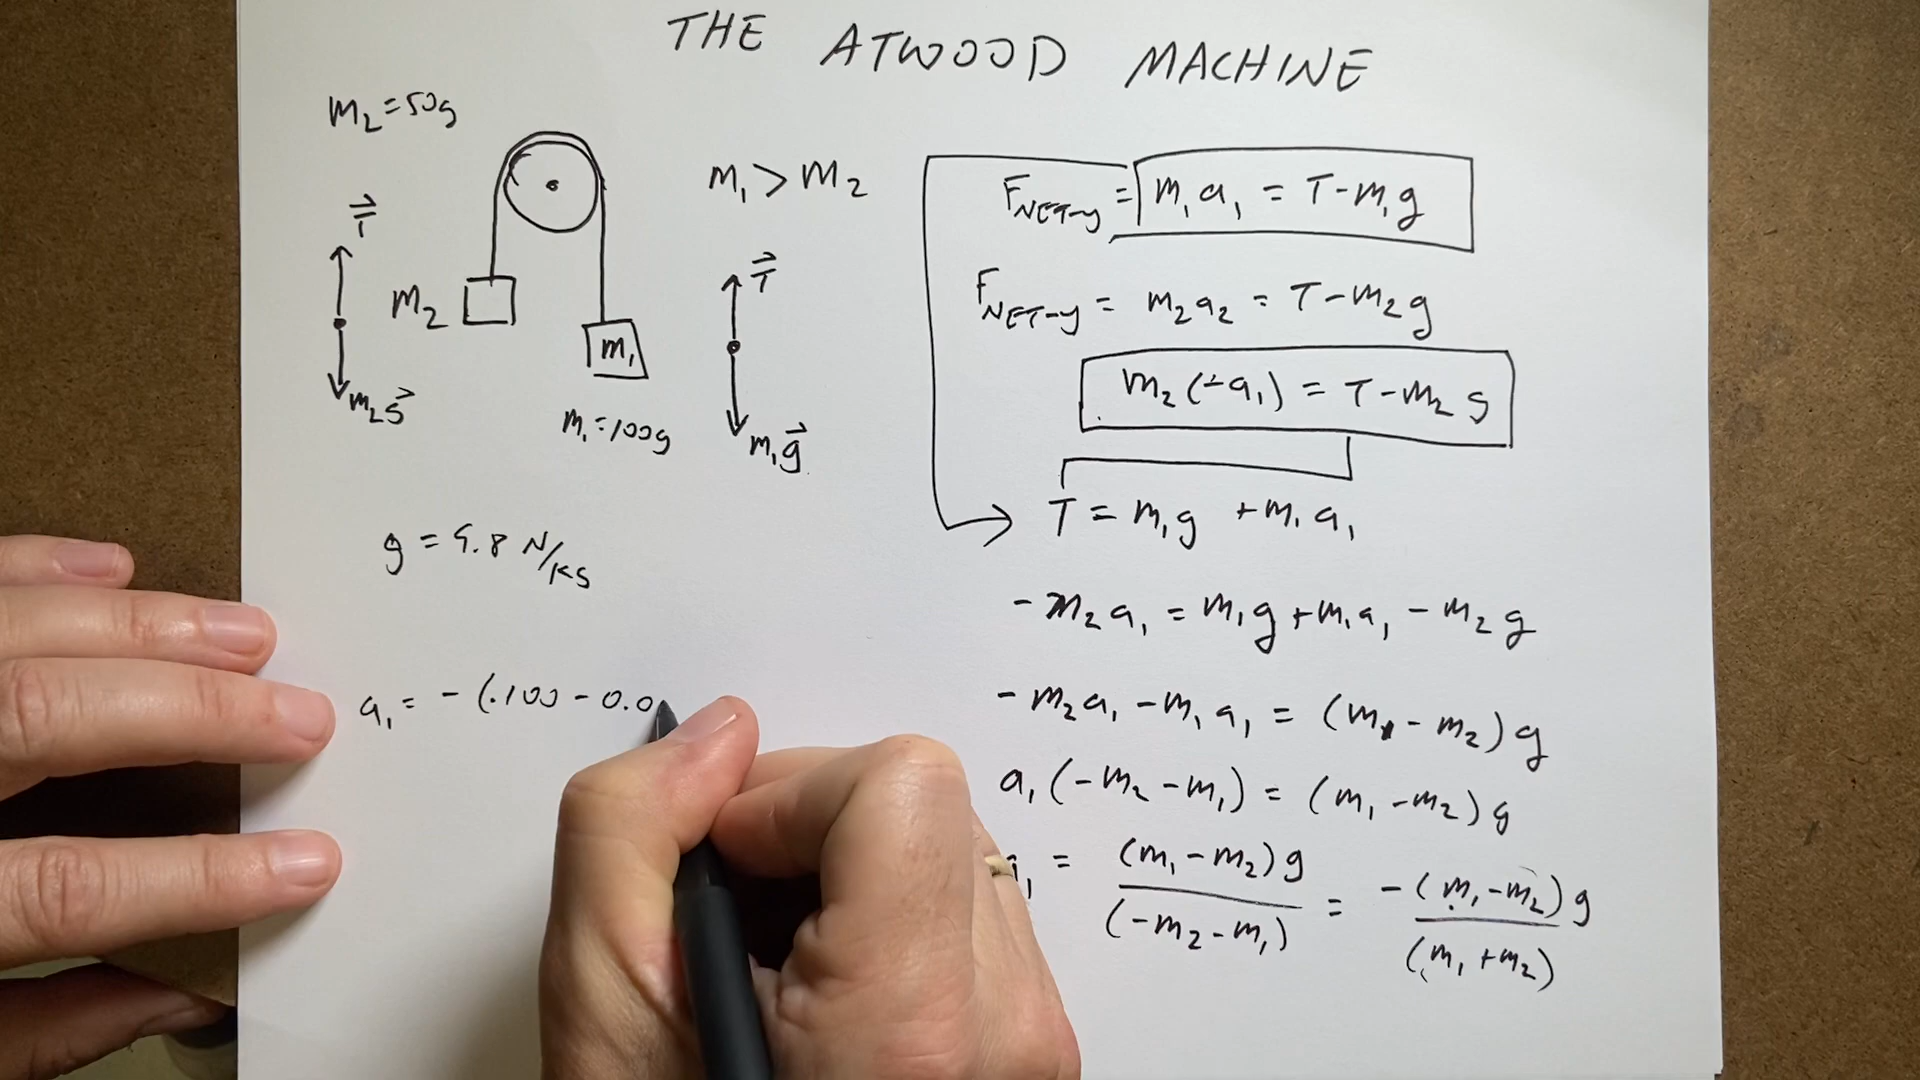 THE ATWOOD MACHINE
m₂ = 50g
m₁ > m₂
T
m₂
m₁
m₂g
m₁ = 100g
T
m₁g
g = 9.8 N/kg
a₁ = -(.100 - 0.0
F_NET-y = m₁a₁ = T - m₁g
F_NET-y = m₂a₂ = T - m₂g
m₂(-a₁) = T - m₂g
T = m₁g + m₁a₁
-m₂a₁ = m₁g + m₁a₁ - m₂g
-m₂a₁ - m₁a₁ = (m₁ - m₂)g
a₁(-m₂ - m₁) = (m₁ - m₂)g
a₁ = (m₁ - m₂)g / (-m₂ - m₁) = -(m₁ - m₂)g / (m₁ + m₂)